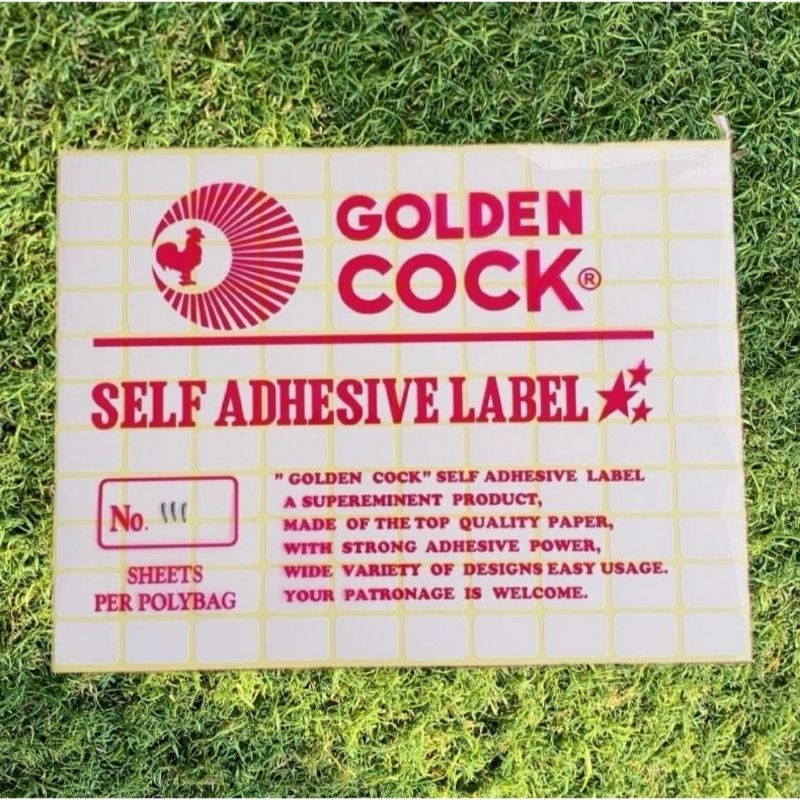 GOLDEN
COCK®
SELF ADHESIVE LABEL
No. 111
SHEETS
PER POLYBAG
" GOLDEN COCK" SELF ADHESIVE LABEL
A SUPEREMINENT PRODUCT,
MADE OF THE TOP QUALITY PAPER,
WITH STRONG ADHESIVE POWER,
WIDE VARIETY OF DESIGNS EASY USAGE.
YOUR PATRONAGE IS WELCOME.